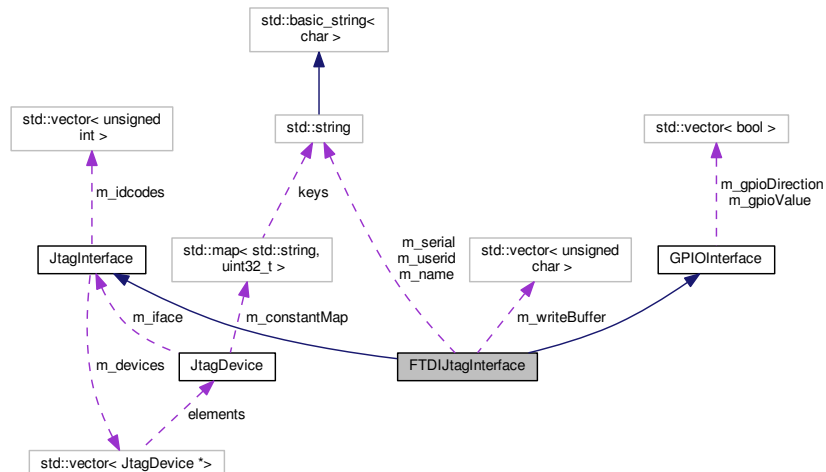 std::basic_string<
char >
std::vector< unsigned
int >
std::string
std::vector< bool >
m_idcodes
keys
m_gpioDirection
m_gpioValue
m_serial
m_userid
m_name
JtagInterface
std::map< std::string,
uint32_t >
std::vector< unsigned
char >
GPIOInterface
m_iface
m_constantMap
m_writeBuffer
m_devices
JtagDevice
FTDIJtagInterface
elements
std::vector< JtagDevice *>